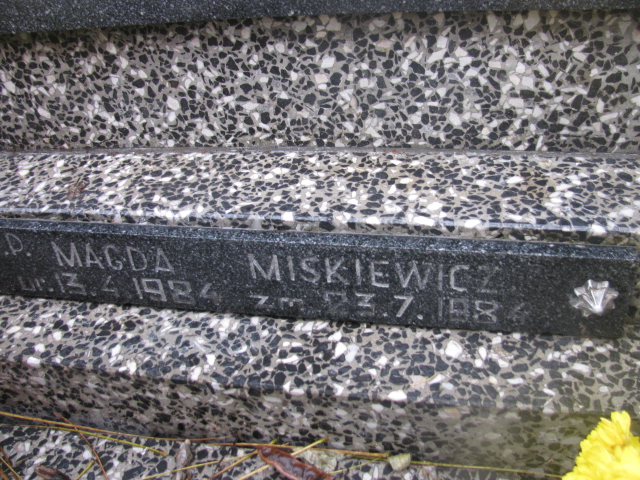 P. MAGDA MISKIEWICZ
ur. 13.4.1984 zm. 23.7.1984